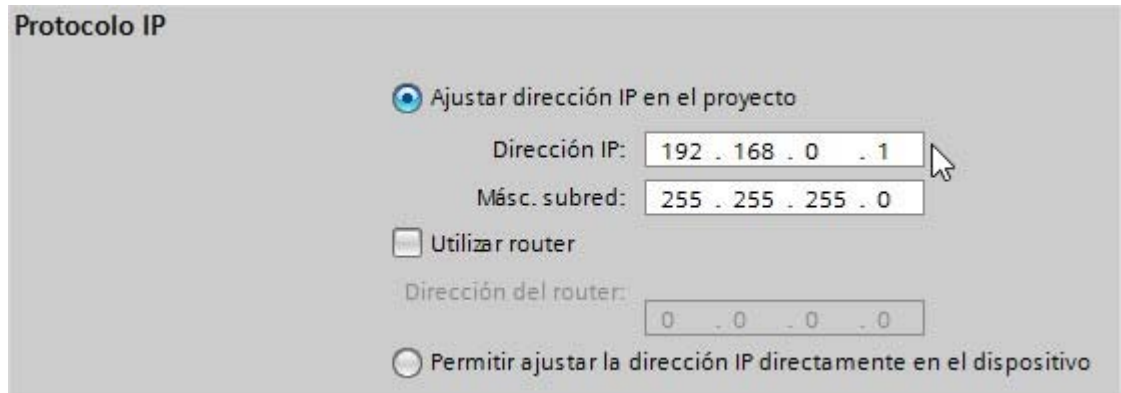 Protocolo IP
Ajustar dirección IP en el proyecto
Dirección IP: 192 . 168 . 0 . 1
Másc. subred: 255 . 255 . 255 . 0
Utilizar router
Dirección del router:
0 . 0 . 0 . 0
Permitir ajustar la dirección IP directamente en el dispositivo